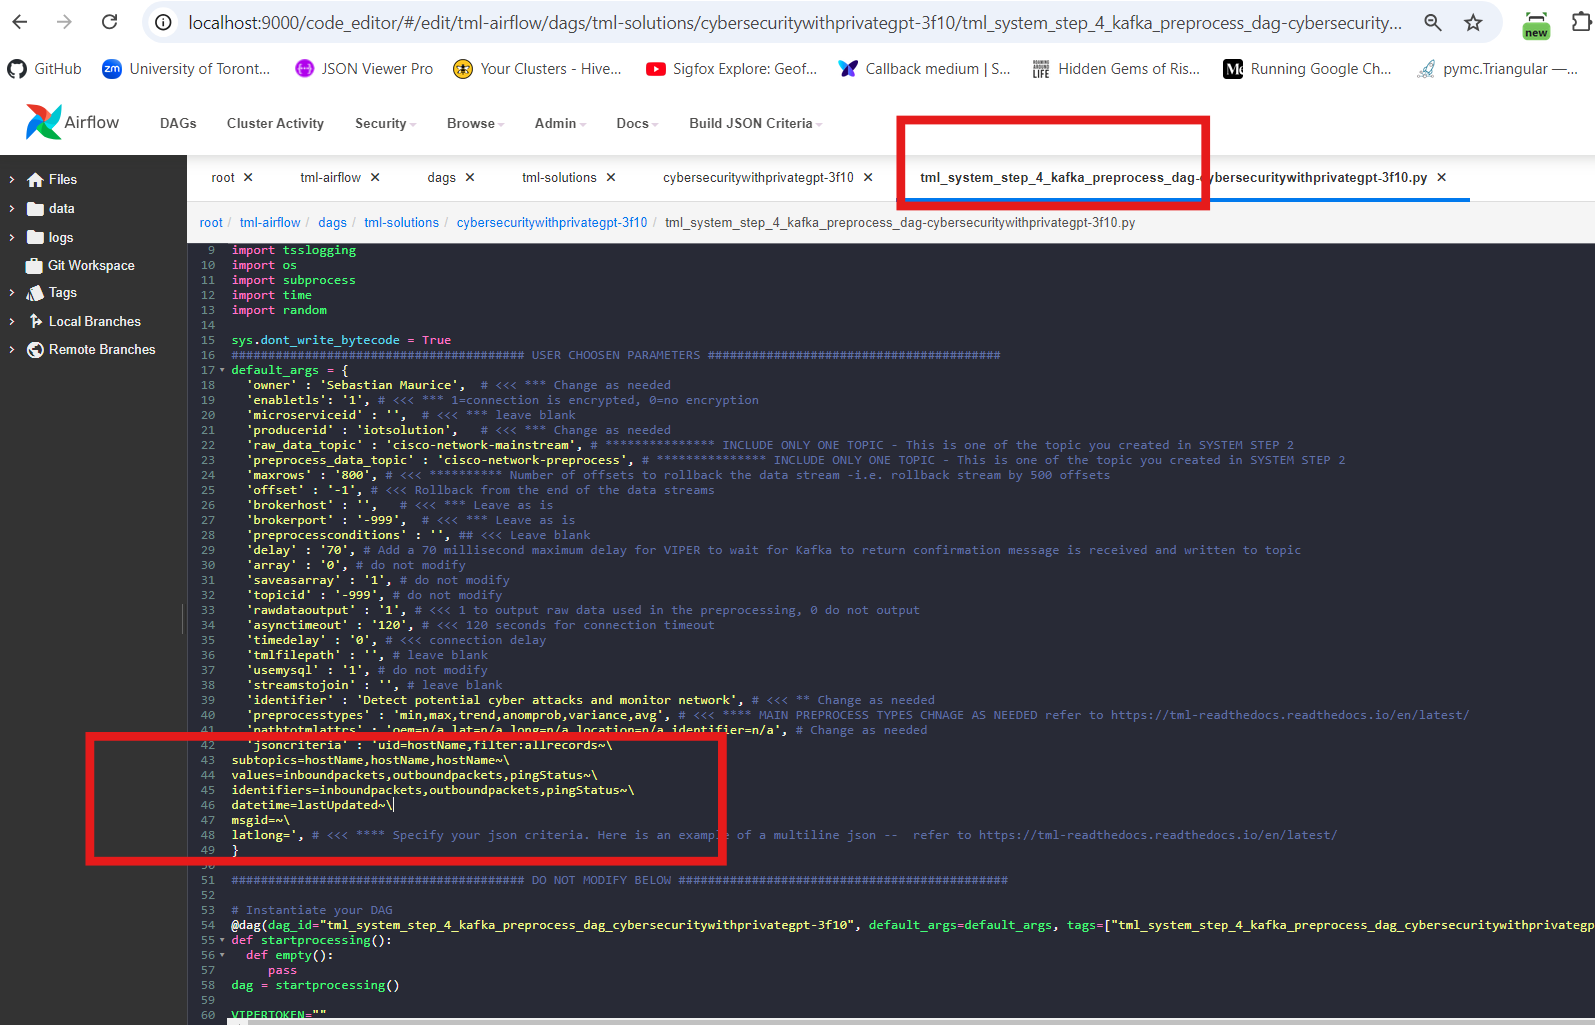 localhost:9000/code_editor/#/edit/tml-airflow/dags/tml-solutions/cybersecuritywithprivategpt-3f10/tml_system_step_4_kafka_preprocess_dag-cybersecurity...
new
GitHub
zm University of Toront...
JSON Viewer Pro
Your Clusters - Hive...
Sigfox Explore: Geof...
Callback medium | S...
ROAMING AROUND LIFE Hidden Gems of Ris...
Running Google Ch...
pymc.Triangular —...
Airflow
DAGs
Cluster Activity
Security
Browse
Admin
Docs
Build JSON Criteria
Files
data
logs
Git Workspace
Tags
Local Branches
Remote Branches
root ✕ tml-airflow ✕ dags ✕ tml-solutions ✕ cybersecuritywithprivategpt-3f10 ✕ tml_system_step_4_kafka_preprocess_dag-cybersecuritywithprivategpt-3f10.py ✕
root / tml-airflow / dags / tml-solutions / cybersecuritywithprivategpt-3f10 / tml_system_step_4_kafka_preprocess_dag-cybersecuritywithprivategpt-3f10.py
9 import tsslogging
10 import os
11 import subprocess
12 import time
13 import random
14
15 sys.dont_write_bytecode = True
16 ######################################## USER CHOOSEN PARAMETERS ########################################
17 default_args = {
18 'owner' : 'Sebastian Maurice', # <<< *** Change as needed
19 'enabletls': '1', # <<< *** 1=connection is encrypted, 0=no encryption
20 'microserviceid' : '', # <<< *** leave blank
21 'producerid' : 'iotsolution', # <<< *** Change as needed
22 'raw_data_topic' : 'cisco-network-mainstream', # *************** INCLUDE ONLY ONE TOPIC - This is one of the topic you created in SYSTEM STEP 2
23 'preprocess_data_topic' : 'cisco-network-preprocess', # *************** INCLUDE ONLY ONE TOPIC - This is one of the topic you created in SYSTEM STEP 2
24 'maxrows' : '800', # <<< ********** Number of offsets to rollback the data stream -i.e. rollback stream by 500 offsets
25 'offset' : '-1', # <<< Rollback from the end of the data streams
26 'brokerhost' : '', # <<< *** Leave as is
27 'brokerport' : '-999', # <<< *** Leave as is
28 'preprocessconditions' : '', ## <<< Leave blank
29 'delay' : '70', # Add a 70 millisecond maximum delay for VIPER to wait for Kafka to return confirmation message is received and written to topic
30 'array' : '0', # do not modify
31 'saveasarray' : '1', # do not modify
32 'topicid' : '-999', # do not modify
33 'rawdataoutput' : '1', # <<< 1 to output raw data used in the preprocessing, 0 do not output
34 'asynctimeout' : '120', # <<< 120 seconds for connection timeout
35 'timedelay' : '0', # <<< connection delay
36 'tmlfilepath' : '', # leave blank
37 'usemysql' : '1', # do not modify
38 'streamstojoin' : '', # leave blank
39 'identifier' : 'Detect potential cyber attacks and monitor network', # <<< ** Change as needed
40 'preprocesstypes' : 'min,max,trend,anomprob,variance,avg', # <<< **** MAIN PREPROCESS TYPES CHNAGE AS NEEDED refer to https://tml-readthedocs.readthedocs.io/en/latest/
41 'pathtotmlattrs' : 'oem=n/a,lat=n/a,long=n/a,location=n/a,identifier=n/a', # Change as needed
42 'jsoncriteria' : 'uid=hostName,filter:allrecords~\
43 subtopics=hostName,hostName,hostName~\
44 values=inboundpackets,outboundpackets,pingStatus~\
45 identifiers=inboundpackets,outboundpackets,pingStatus~\
46 datetime=lastUpdated~\
47 msgid=~\
48 latlong=', # <<< **** Specify your json criteria. Here is an example of a multiline json -- refer to https://tml-readthedocs.readthedocs.io/en/latest/
49 }
50
51 ######################################## DO NOT MODIFY BELOW #############################################
52
53 # Instantiate your DAG
54 @dag(dag_id="tml_system_step_4_kafka_preprocess_dag_cybersecuritywithprivategpt-3f10", default_args=default_args, tags=["tml_system_step_4_kafka_preprocess_dag_cybersecuritywithprivategp
55 def startprocessing():
56 def empty():
57 pass
58 dag = startprocessing()
59
60 VIPERTOKEN=""